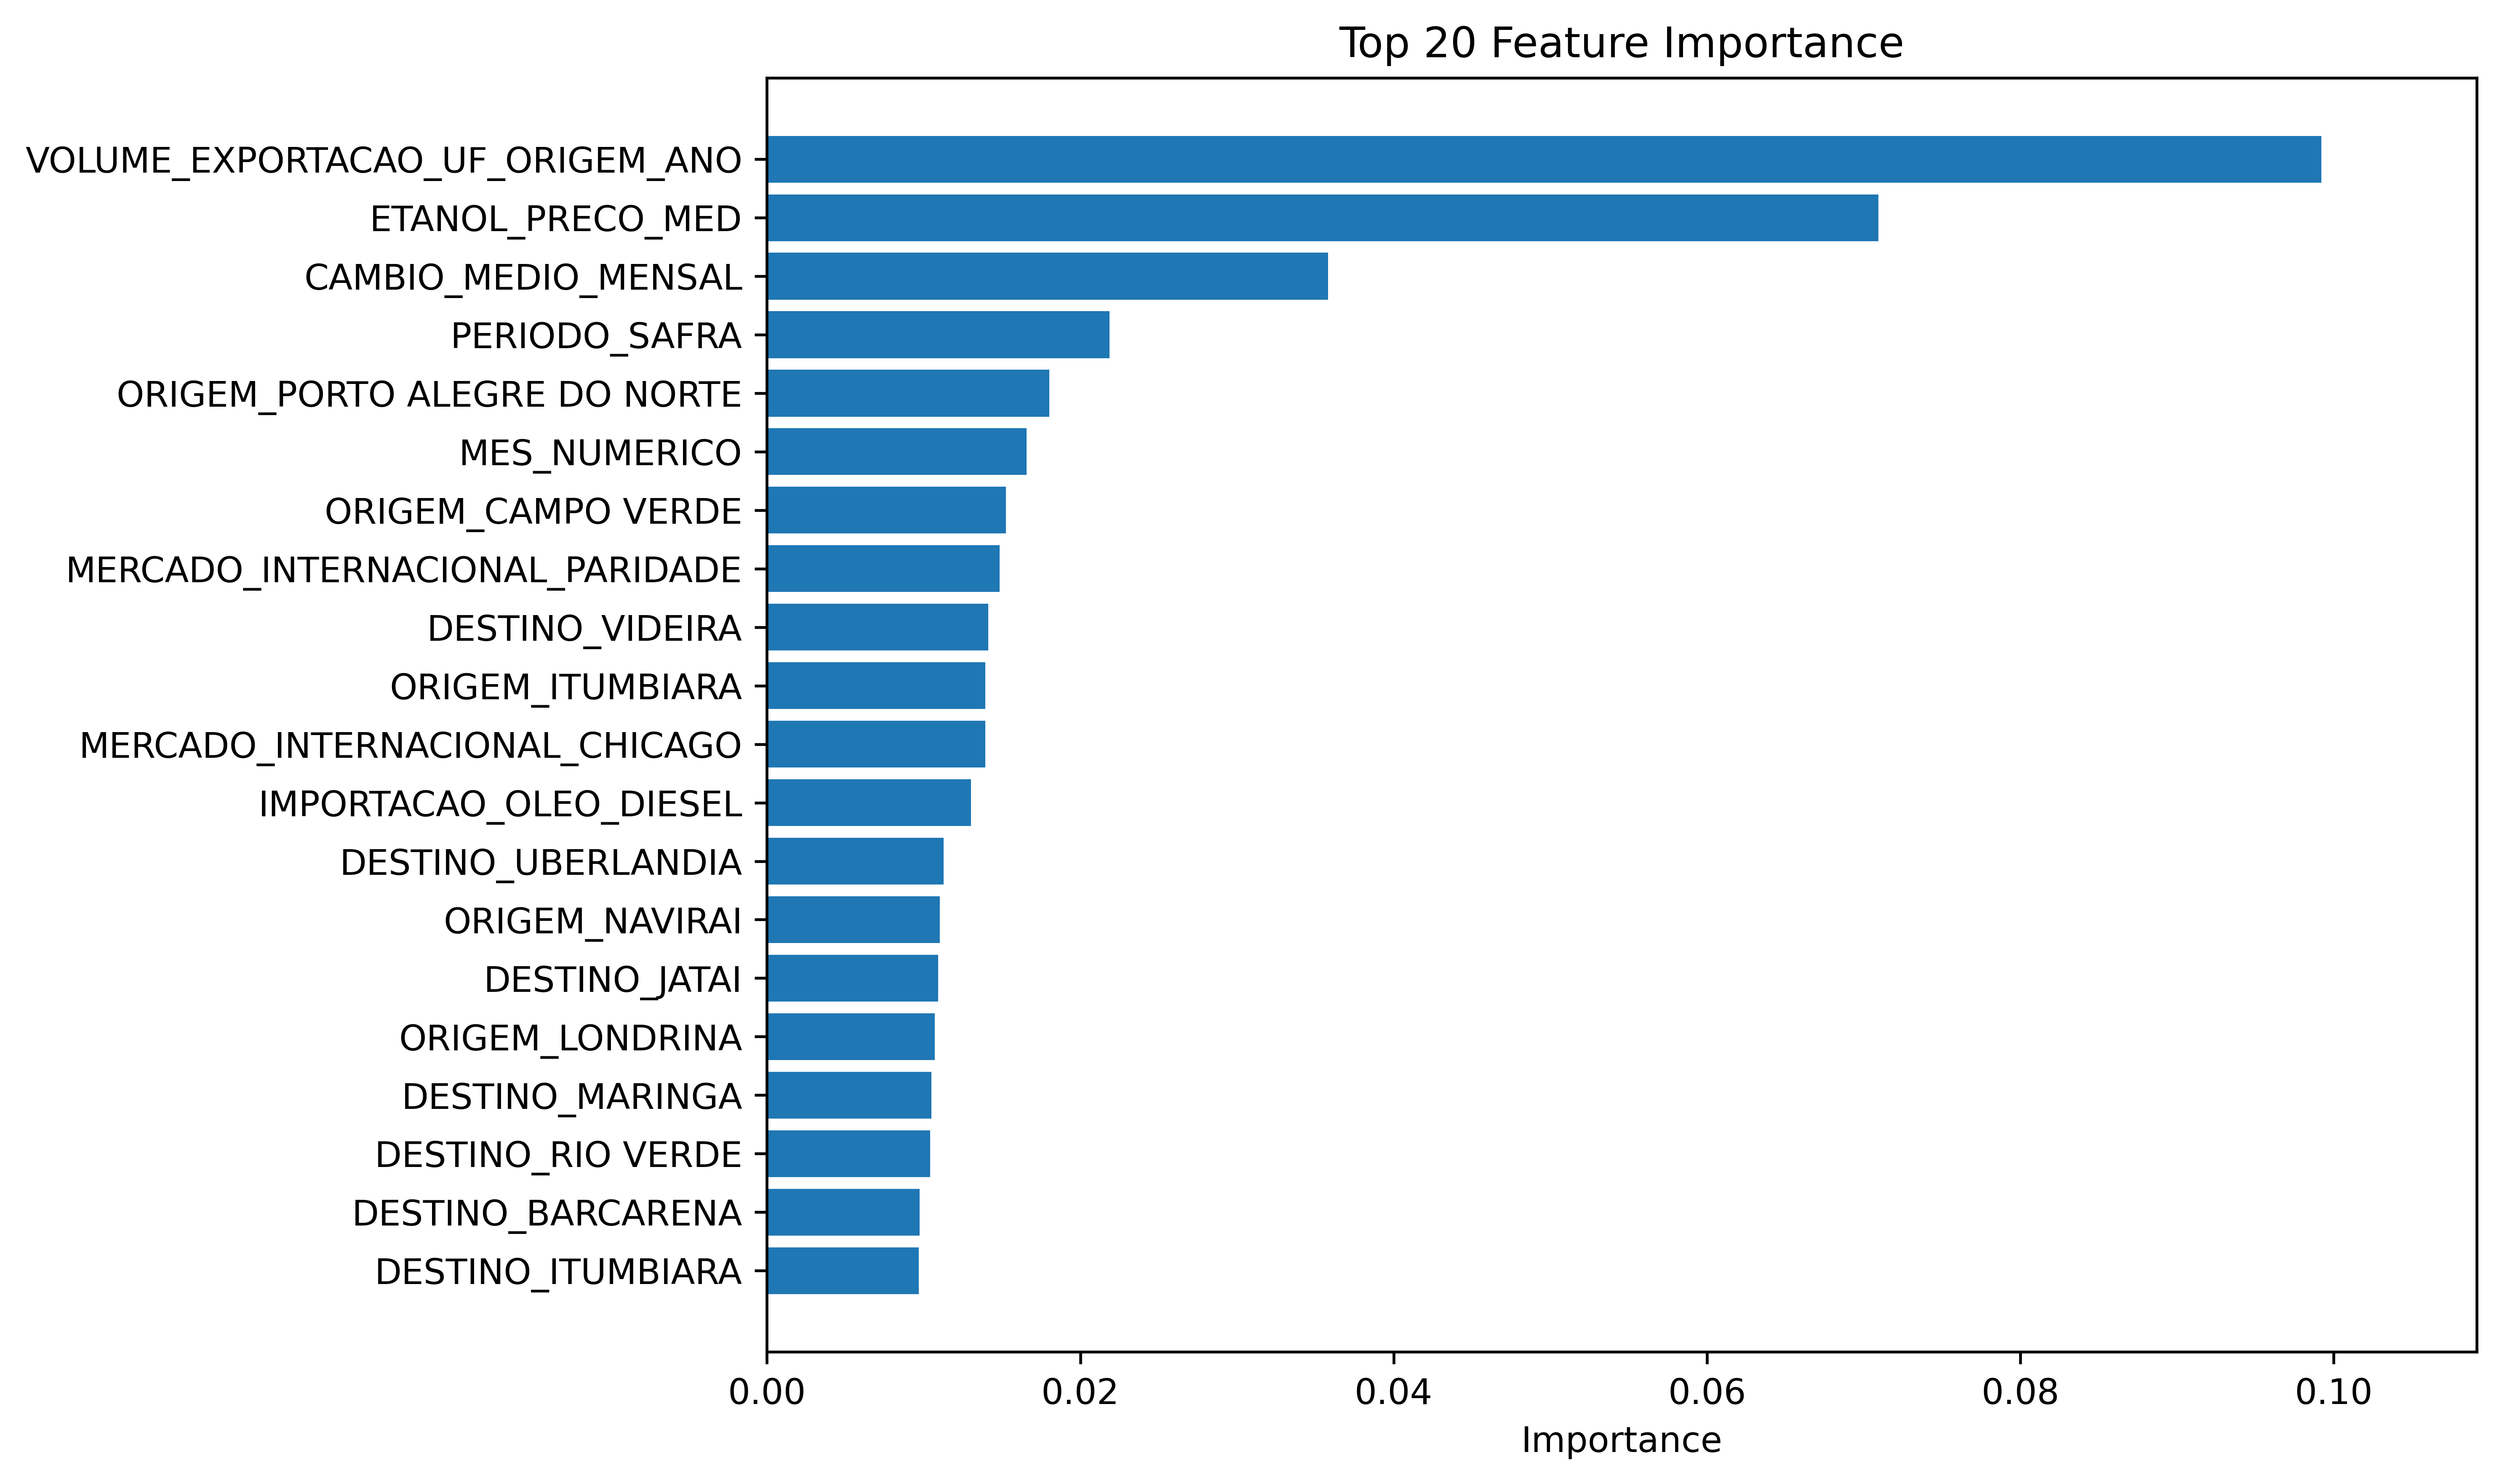 Top 20 Feature Importance
VOLUME_EXPORTACAO_UF_ORIGEM_ANO
ETANOL_PRECO_MED
CAMBIO_MEDIO_MENSAL
PERIODO_SAFRA
ORIGEM_PORTO ALEGRE DO NORTE
MES_NUMERICO
ORIGEM_CAMPO VERDE
MERCADO_INTERNACIONAL_PARIDADE
DESTINO_VIDEIRA
ORIGEM_ITUMBIARA
MERCADO_INTERNACIONAL_CHICAGO
IMPORTACAO_OLEO_DIESEL
DESTINO_UBERLANDIA
ORIGEM_NAVIRAI
DESTINO_JATAI
ORIGEM_LONDRINA
DESTINO_MARINGA
DESTINO_RIO VERDE
DESTINO_BARCARENA
DESTINO_ITUMBIARA
0.00 0.02 0.04 0.06 0.08 0.10
Importance